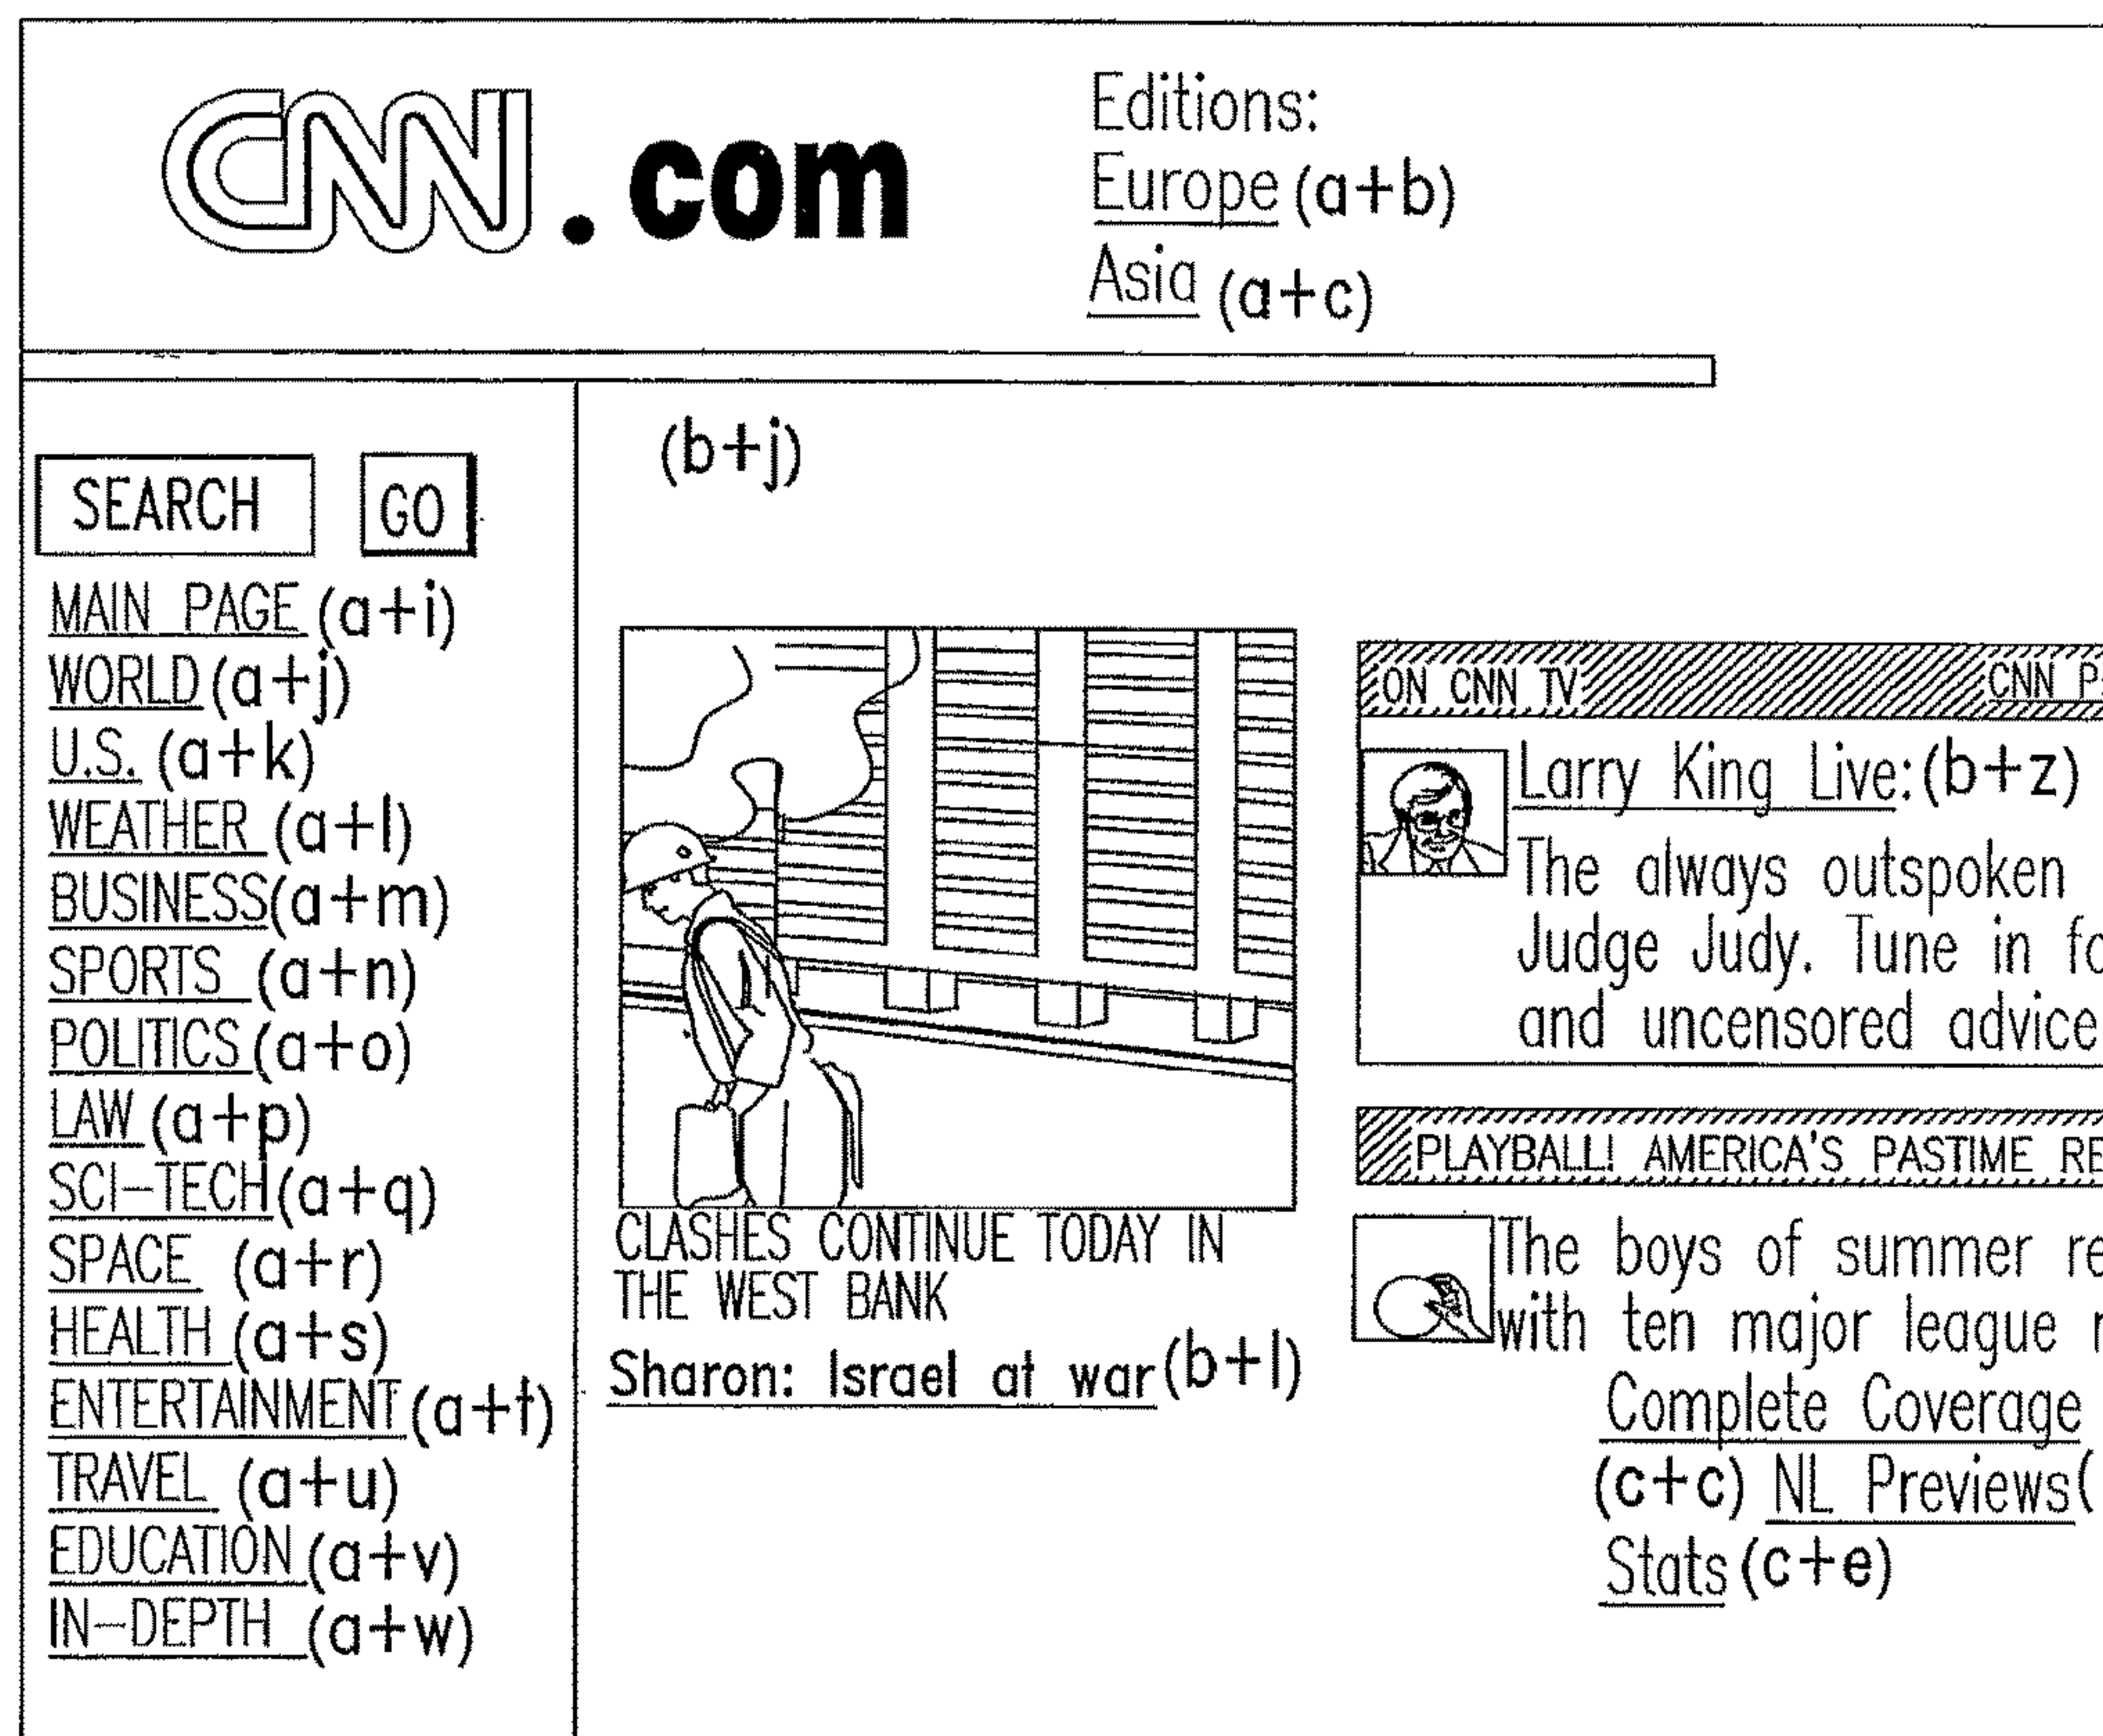 CNN.com
Editions:
Europe (a+b)
Asia (a+c)
SEARCH GO
MAIN PAGE (a+i)
WORLD (a+j)
U.S. (a+k)
WEATHER (a+l)
BUSINESS (a+m)
SPORTS (a+n)
POLITICS (a+o)
LAW (a+p)
SCI-TECH (a+q)
SPACE (a+r)
HEALTH (a+s)
ENTERTAINMENT (a+t)
TRAVEL (a+u)
EDUCATION (a+v)
IN-DEPTH (a+w)
(b+j)
CLASHES CONTINUE TODAY IN
THE WEST BANK
Sharon: Israel at war (b+l)
ON CNN TV CNN
Larry King Live: (b+z)
The always outspoken
Judge Judy. Tune in
and uncensored advice
PLAYBALL! AMERICA'S PASTIME
The boys of summer
with ten major league
Complete Coverage
(c+c) NL Previews (
Stats (c+e)